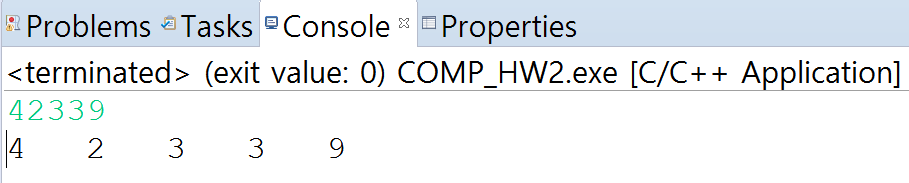 Problems Tasks Console Properties
<terminated> (exit value: 0) COMP_HW2.exe [C/C++ Application]
42339
4 2 3 3 9